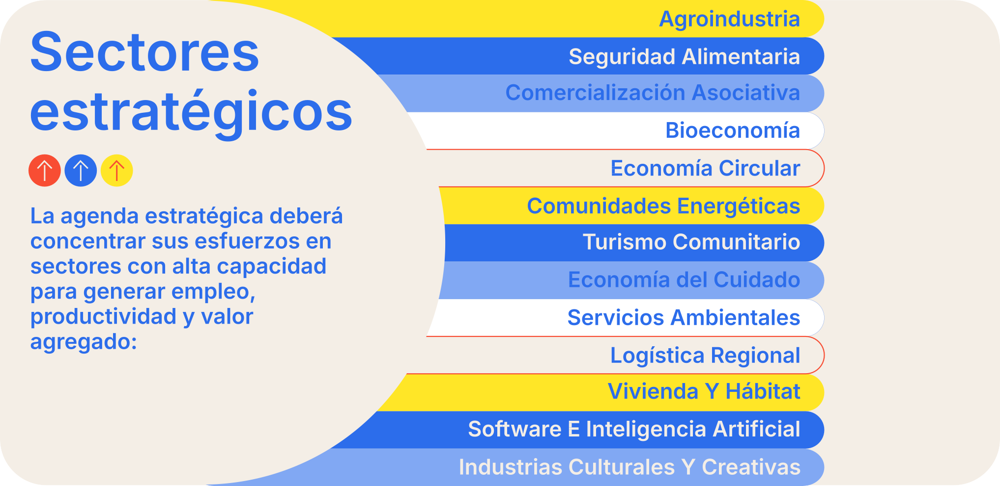 Sectores
estratégicos
La agenda estratégica deberá
concentrar sus esfuerzos en
sectores con alta capacidad
para generar empleo,
productividad y valor
agregado:
Agroindustria
Seguridad Alimentaria
Comercialización Asociativa
Bioeconomía
Economía Circular
Comunidades Energéticas
Turismo Comunitario
Economía del Cuidado
Servicios Ambientales
Logística Regional
Vivienda Y Hábitat
Software E Inteligencia Artificial
Industrias Culturales Y Creativas